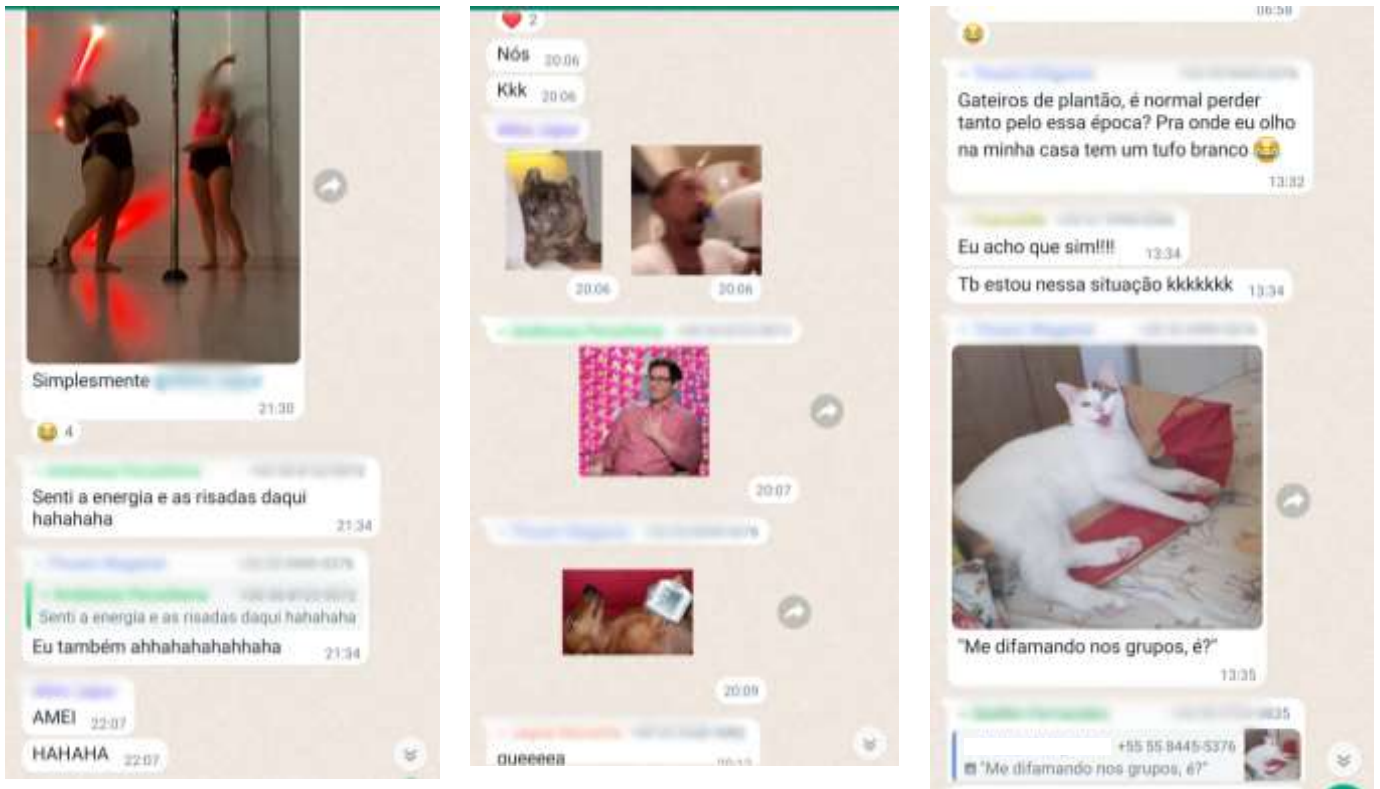 Simplesmente
21:30
4
Senti a energia e as risadas daqui
hahahaha
21:34
Senti a energia e as risadas daqui hahahaha
Eu também ahhahahahahhaha
21:34
AMEI 22:07
HAHAHA 22:07
2
Nós 20:06
Kkk 20:06
20:06
20:06
20:07
20:09
queeeea
06:58
Gateiros de plantão, é normal perder
tanto pelo essa época? Pra onde eu olho
na minha casa tem um tufo branco
13:32
Eu acho que sim!!!! 13:34
Tb estou nessa situação kkkkkkk 13:34
"Me difamando nos grupos, é?"
13:35
+55 55 8445-5376
"Me difamando nos grupos, é?"